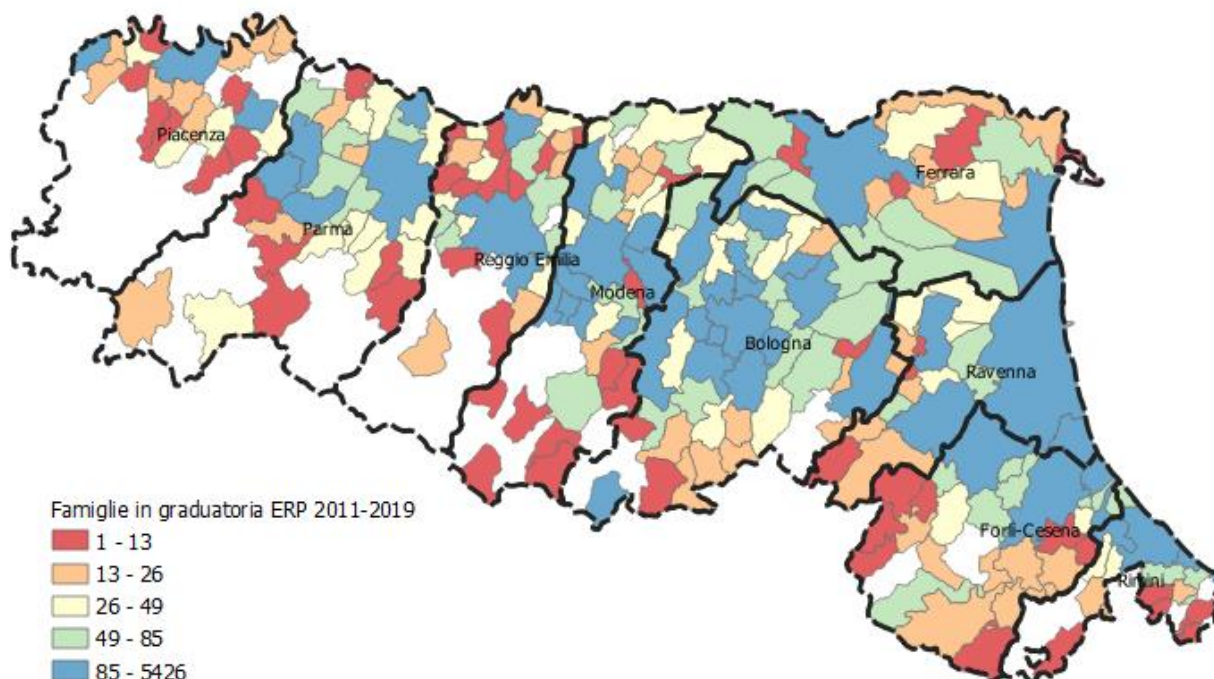 Piacenza
Parma
Reggio Emilia
Modena
Bologna
Ferrara
Ravenna
Forlì-Cesena
Rimini
Famiglie in graduatoria ERP 2011-2019
1 - 13
13 - 26
26 - 49
49 - 85
85 - 5426